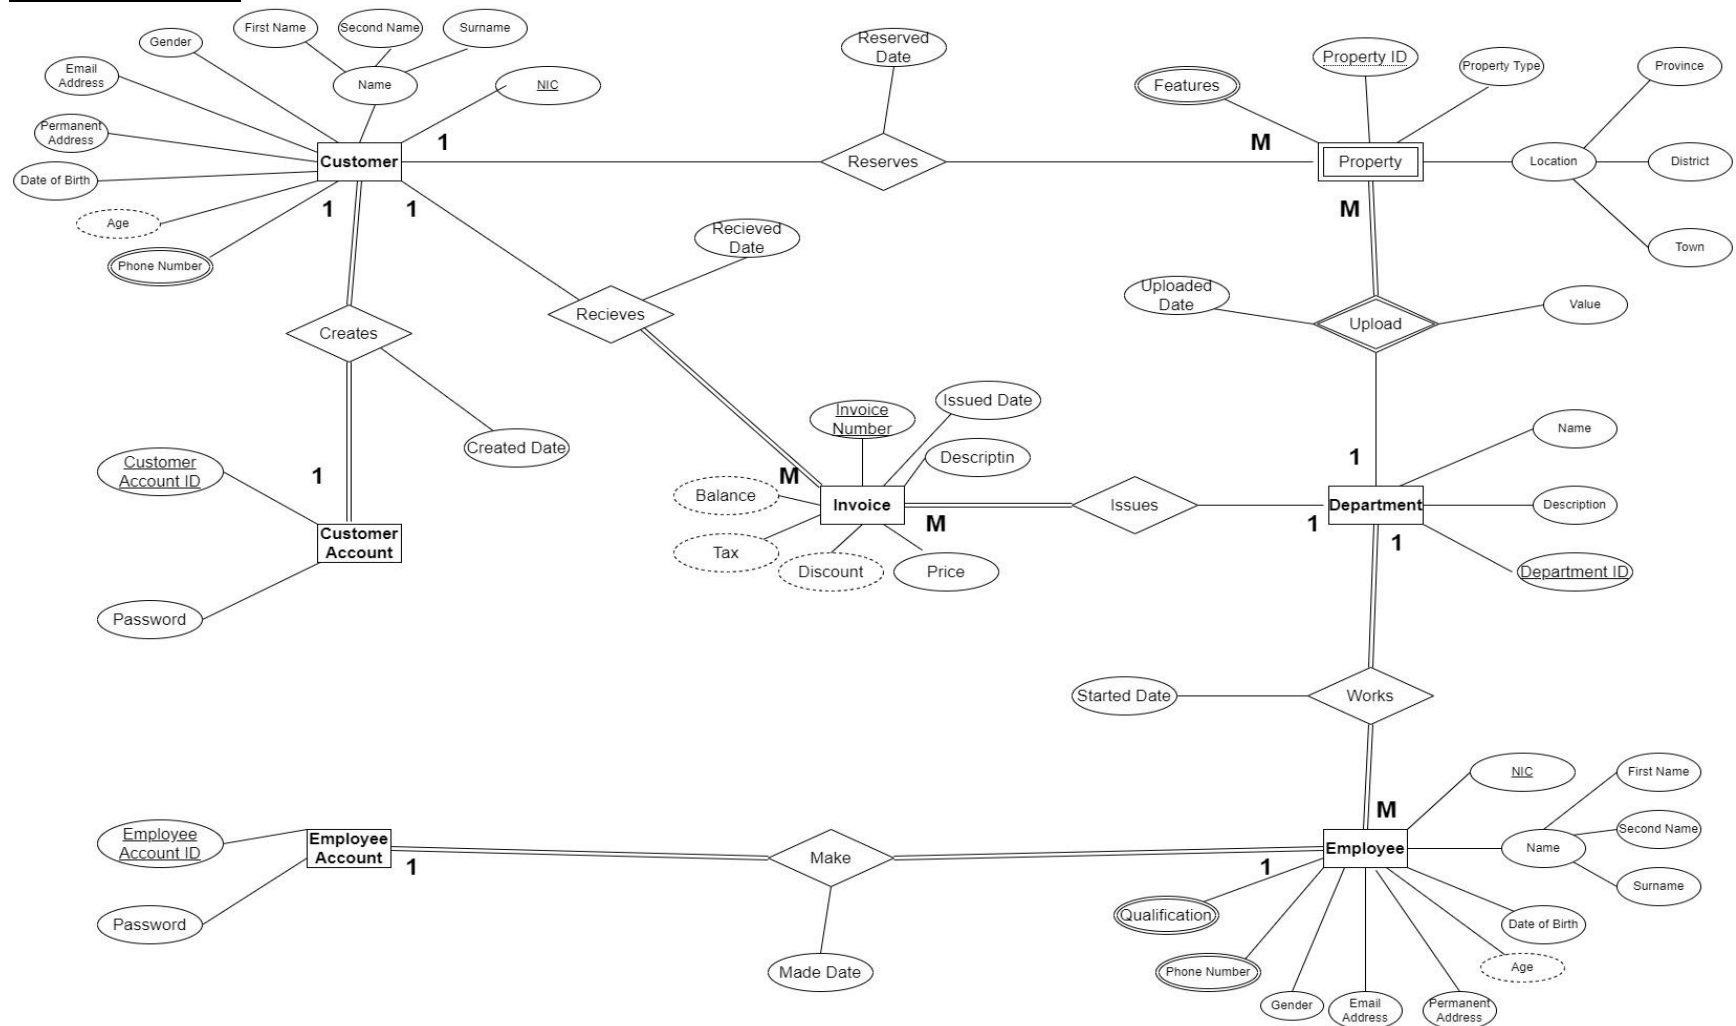 First Name
Second Name
Surname
Gender
Email
Address
Name
NIC
Permanent
Address
Customer
Date of Birth
Age
Phone Number
1
1
1
Reserved
Date
Reserves
M
Features
Property ID
Property Type
Province
Property
Location
District
Town
M
Recieved
Date
Recieves
Creates
Created Date
Uploaded
Date
Upload
Value
Customer
Account ID
1
Customer
Account
Password
Invoice
Number
Issued Date
Descriptin
M
Balance
Invoice
Tax
Discount
Price
M
Issues
1
1
Department
1
Name
Description
Department ID
Started Date
Works
M
NIC
First Name
Second Name
Name
Surname
Employee
Account ID
Employee
Account
1
Password
Make
Made Date
1
Employee
Qualification
Phone Number
Gender
Email
Address
Permanent
Address
Date of Birth
Age